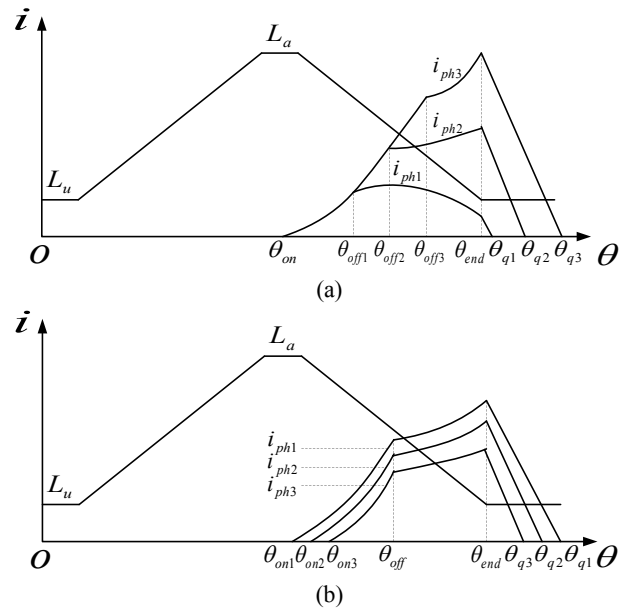 i
L_a
i_ph3
i_ph2
i_ph1
L_u
O θ_on θ_off1 θ_off2 θ_off3 θ_end θ_q1 θ_q2 θ_q3 θ
(a)
i
L_a
i_ph1
i_ph2
i_ph3
L_u
O θ_on1 θ_on2 θ_on3 θ_off θ_end θ_q3 θ_q2 θ_q1 θ
(b)